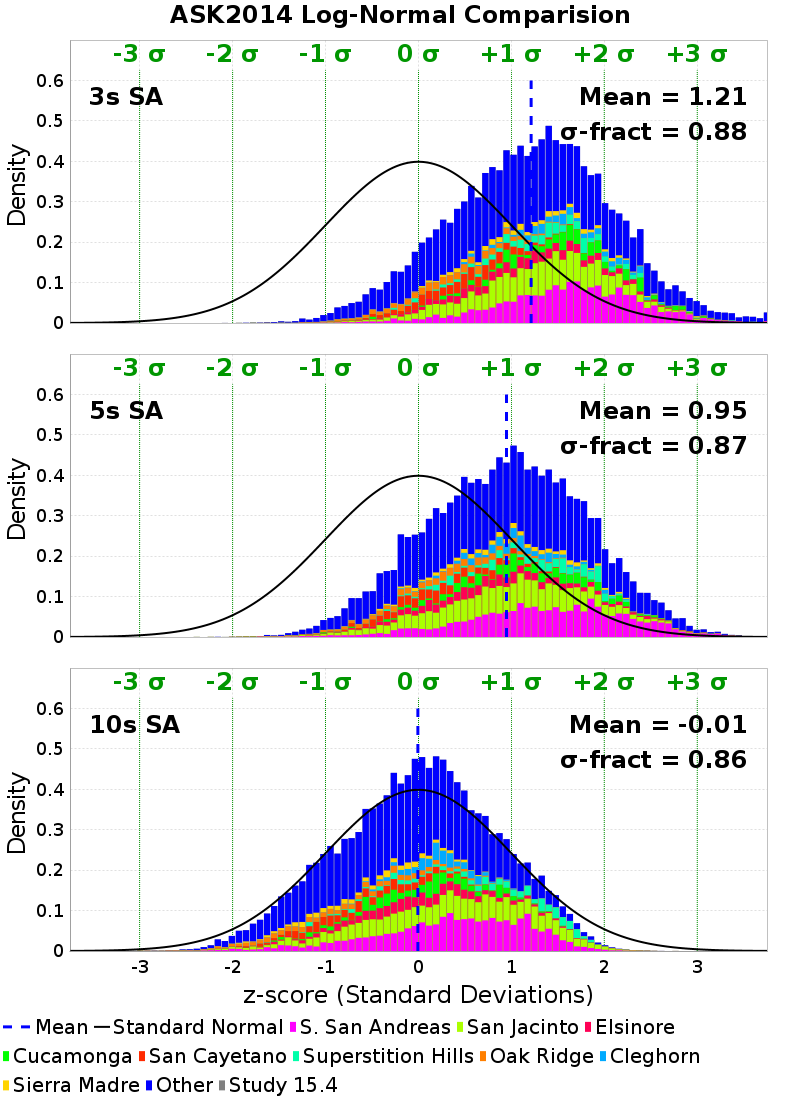 ASK2014 Log-Normal Comparision
-3 σ -2 σ -1 σ 0 σ +1 σ +2 σ +3 σ
3s SA
Mean = 1.21
σ-fract = 0.88
0.6
0.5
0.4
0.3
0.2
0.1
0
Density
-3 σ -2 σ -1 σ 0 σ +1 σ +2 σ +3 σ
5s SA
Mean = 0.95
σ-fract = 0.87
0.6
0.5
0.4
0.3
0.2
0.1
0
Density
-3 σ -2 σ -1 σ 0 σ +1 σ +2 σ +3 σ
10s SA
Mean = -0.01
σ-fract = 0.86
0.6
0.5
0.4
0.3
0.2
0.1
0
Density
-3 -2 -1 0 1 2 3
z-score (Standard Deviations)
Mean Standard Normal S. San Andreas San Jacinto Elsinore
Cucamonga San Cayetano Superstition Hills Oak Ridge Cleghorn
Sierra Madre Other Study 15.4